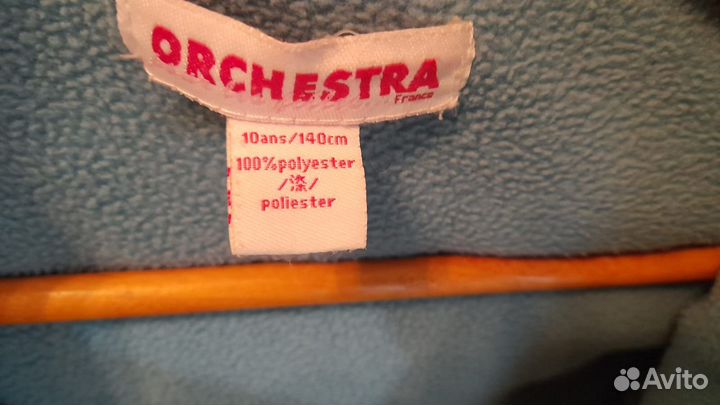 ORCHESTRA
France
10ans/140cm
100%polyester
/涤/
poliester
Avito